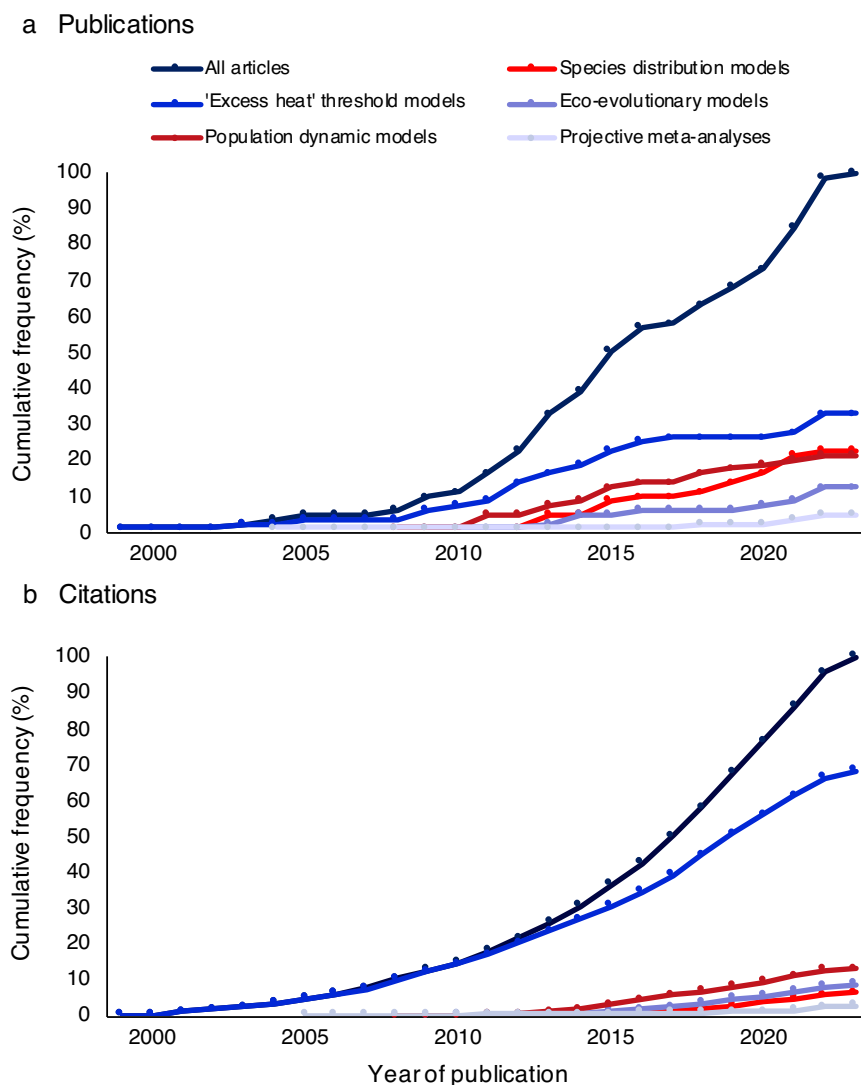 a Publications
All articles
Species distribution models
'Excess heat' threshold models
Eco-evolutionary models
Population dynamic models
Projective meta-analyses
Cumulative frequency (%)
100
90
80
70
60
50
40
30
20
10
0
2000 2005 2010 2015 2020
b Citations
Cumulative frequency (%)
100
90
80
70
60
50
40
30
20
10
0
2000 2005 2010 2015 2020
Year of publication